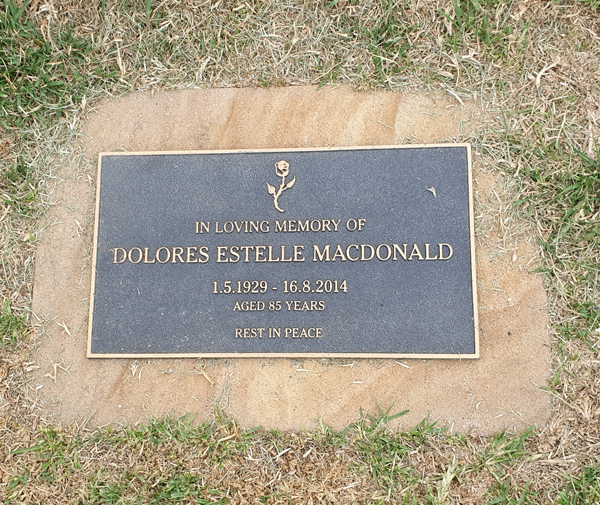 IN LOVING MEMORY OF
DOLORES ESTELLE MACDONALD
1.5.1929 - 16.8.2014
AGED 85 YEARS
REST IN PEACE